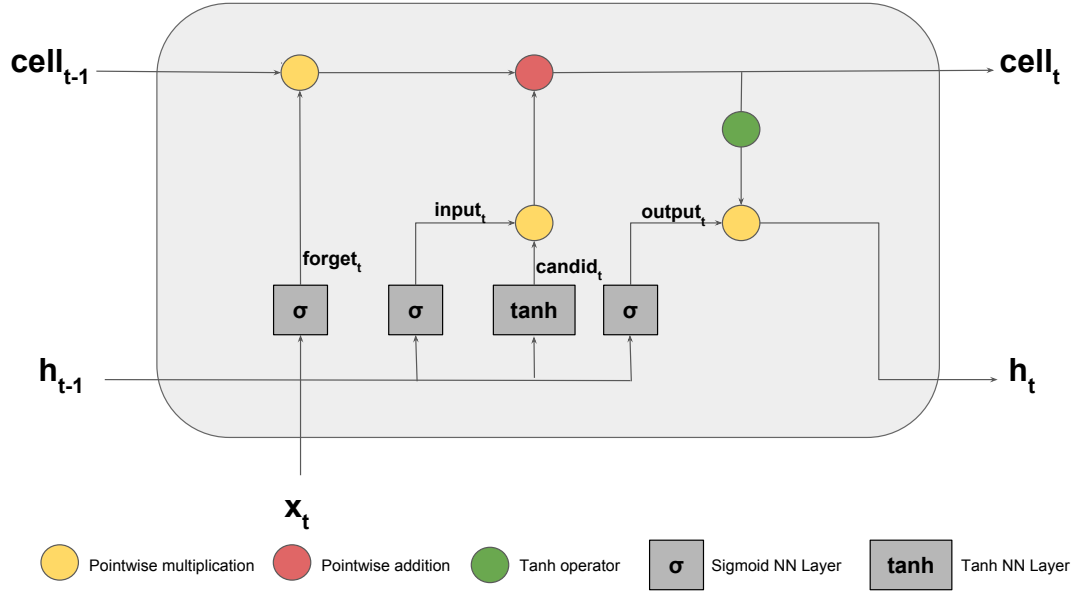 cell_t-1
cell_t
input_t
output_t
forget_t
candid_t
σ
σ
tanh
σ
h_t-1
h_t
x_t
Pointwise multiplication
Pointwise addition
Tanh operator
σ
Sigmoid NN Layer
tanh
Tanh NN Layer